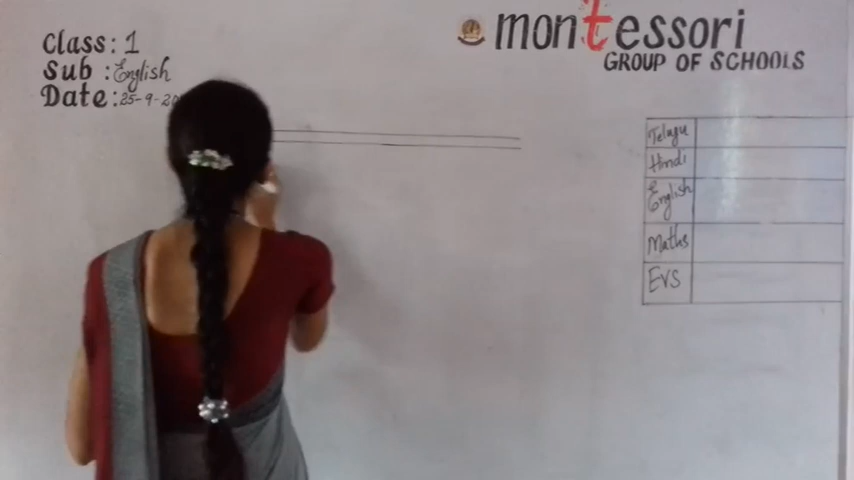 Class: 1
Sub : English
Date: 25-9-20
montessori
GROUP OF SCHOOLS
Telugu
Hindi
English
Maths
EVS